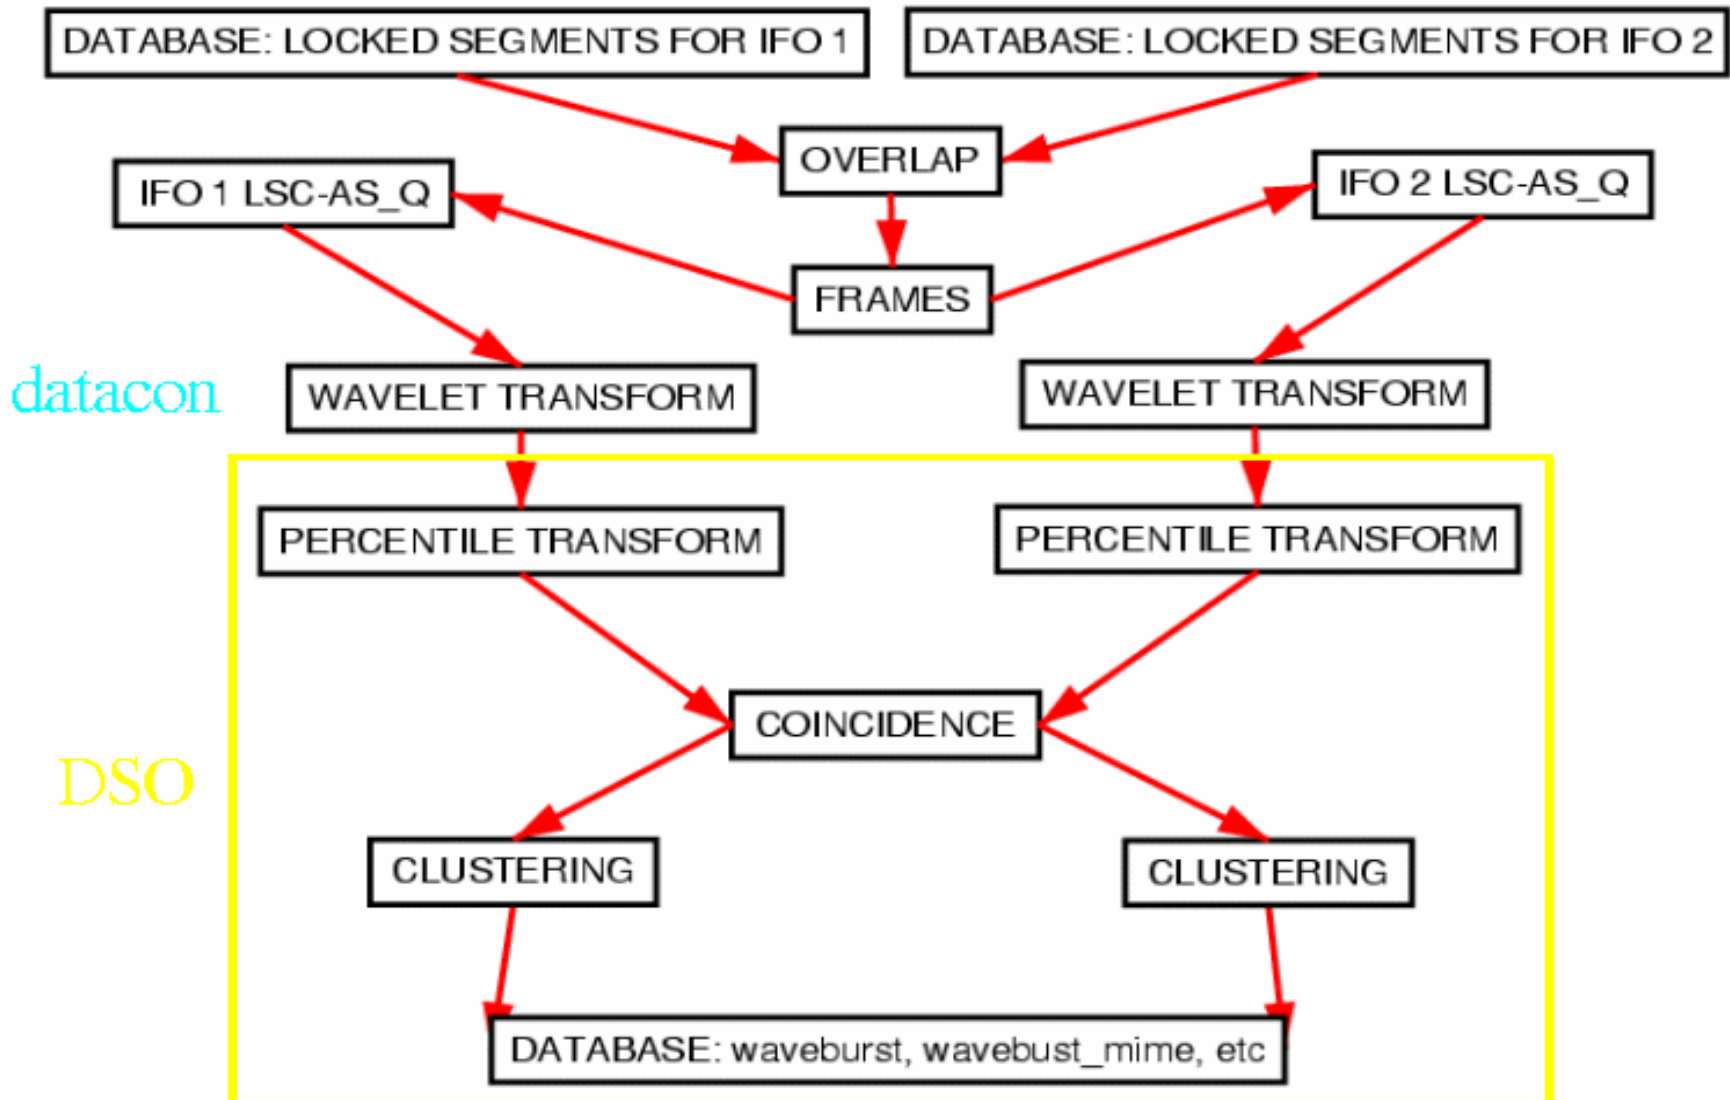 DATABASE: LOCKED SEGMENTS FOR IFO 1
DATABASE: LOCKED SEGMENTS FOR IFO 2
OVERLAP
IFO 1 LSC-AS_Q
IFO 2 LSC-AS_Q
FRAMES
datacon
WAVELET TRANSFORM
WAVELET TRANSFORM
PERCENTILE TRANSFORM
PERCENTILE TRANSFORM
COINCIDENCE
DSO
CLUSTERING
CLUSTERING
DATABASE: waveburst, wavebust_mime, etc